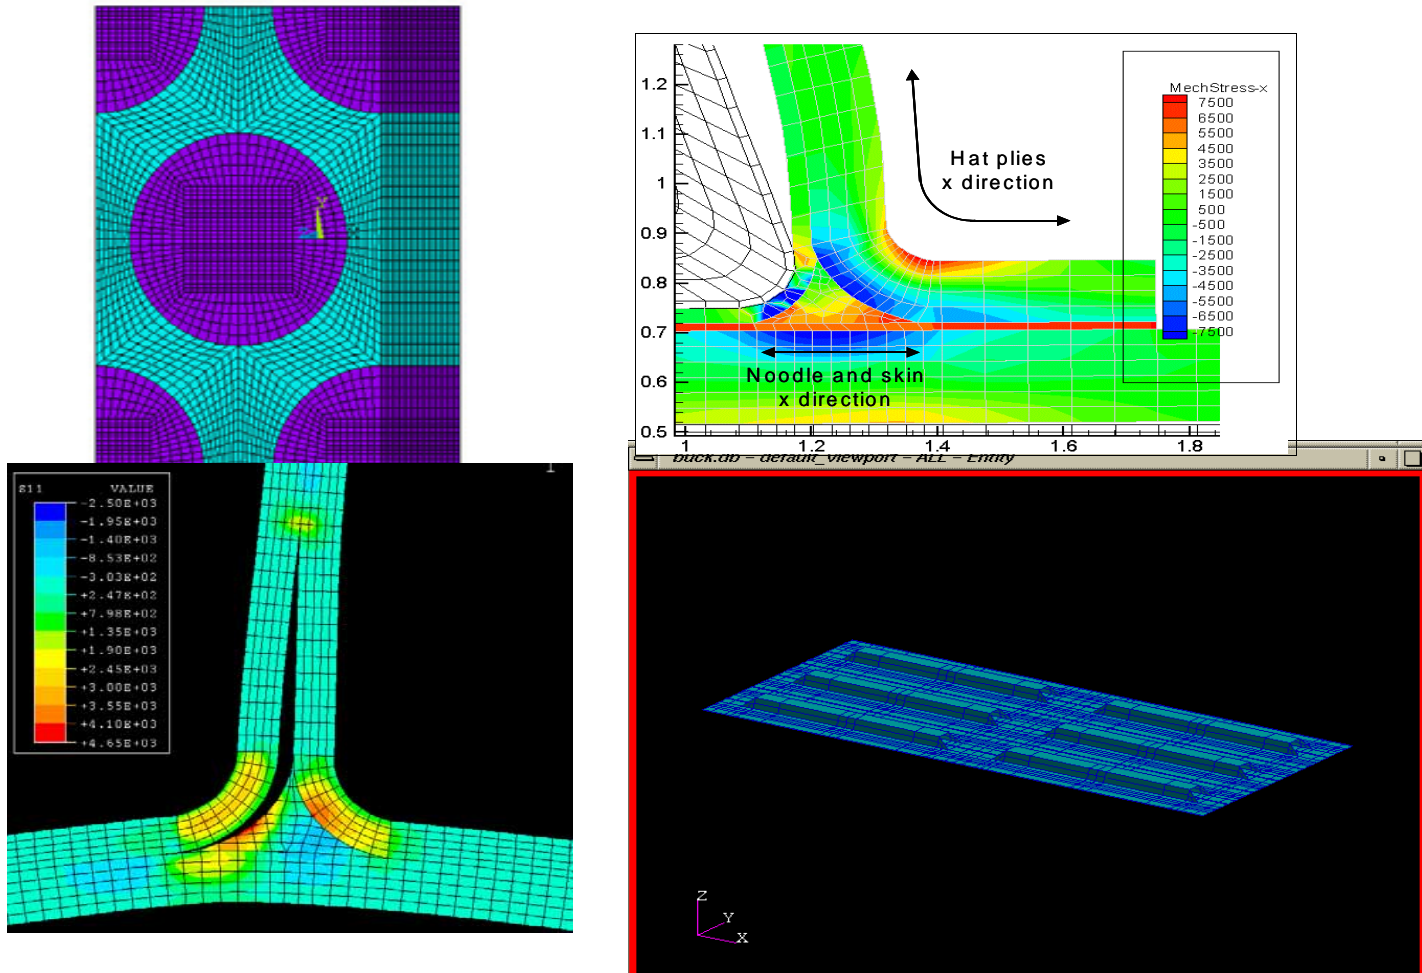 Y
MechStress-x
7500
6500
5500
4500
3500
2500
1500
500
-500
-1500
-2500
-3500
-4500
-5500
-6500
-7500
Hat plies
x direction
Noodle and skin
x direction
1.2
1.1
1
0.9
0.8
0.7
0.6
0.5
1 1.2 1.4 1.6 1.8
buck.db - default_viewport - ALL - Entity
1
S11 VALUE
-2.50E+03
-1.95E+03
-1.40E+03
-8.53E+02
-3.03E+02
+2.47E+02
+7.98E+02
+1.35E+03
+1.90E+03
+2.45E+03
+3.00E+03
+3.55E+03
+4.10E+03
+4.65E+03
Z
Y
X